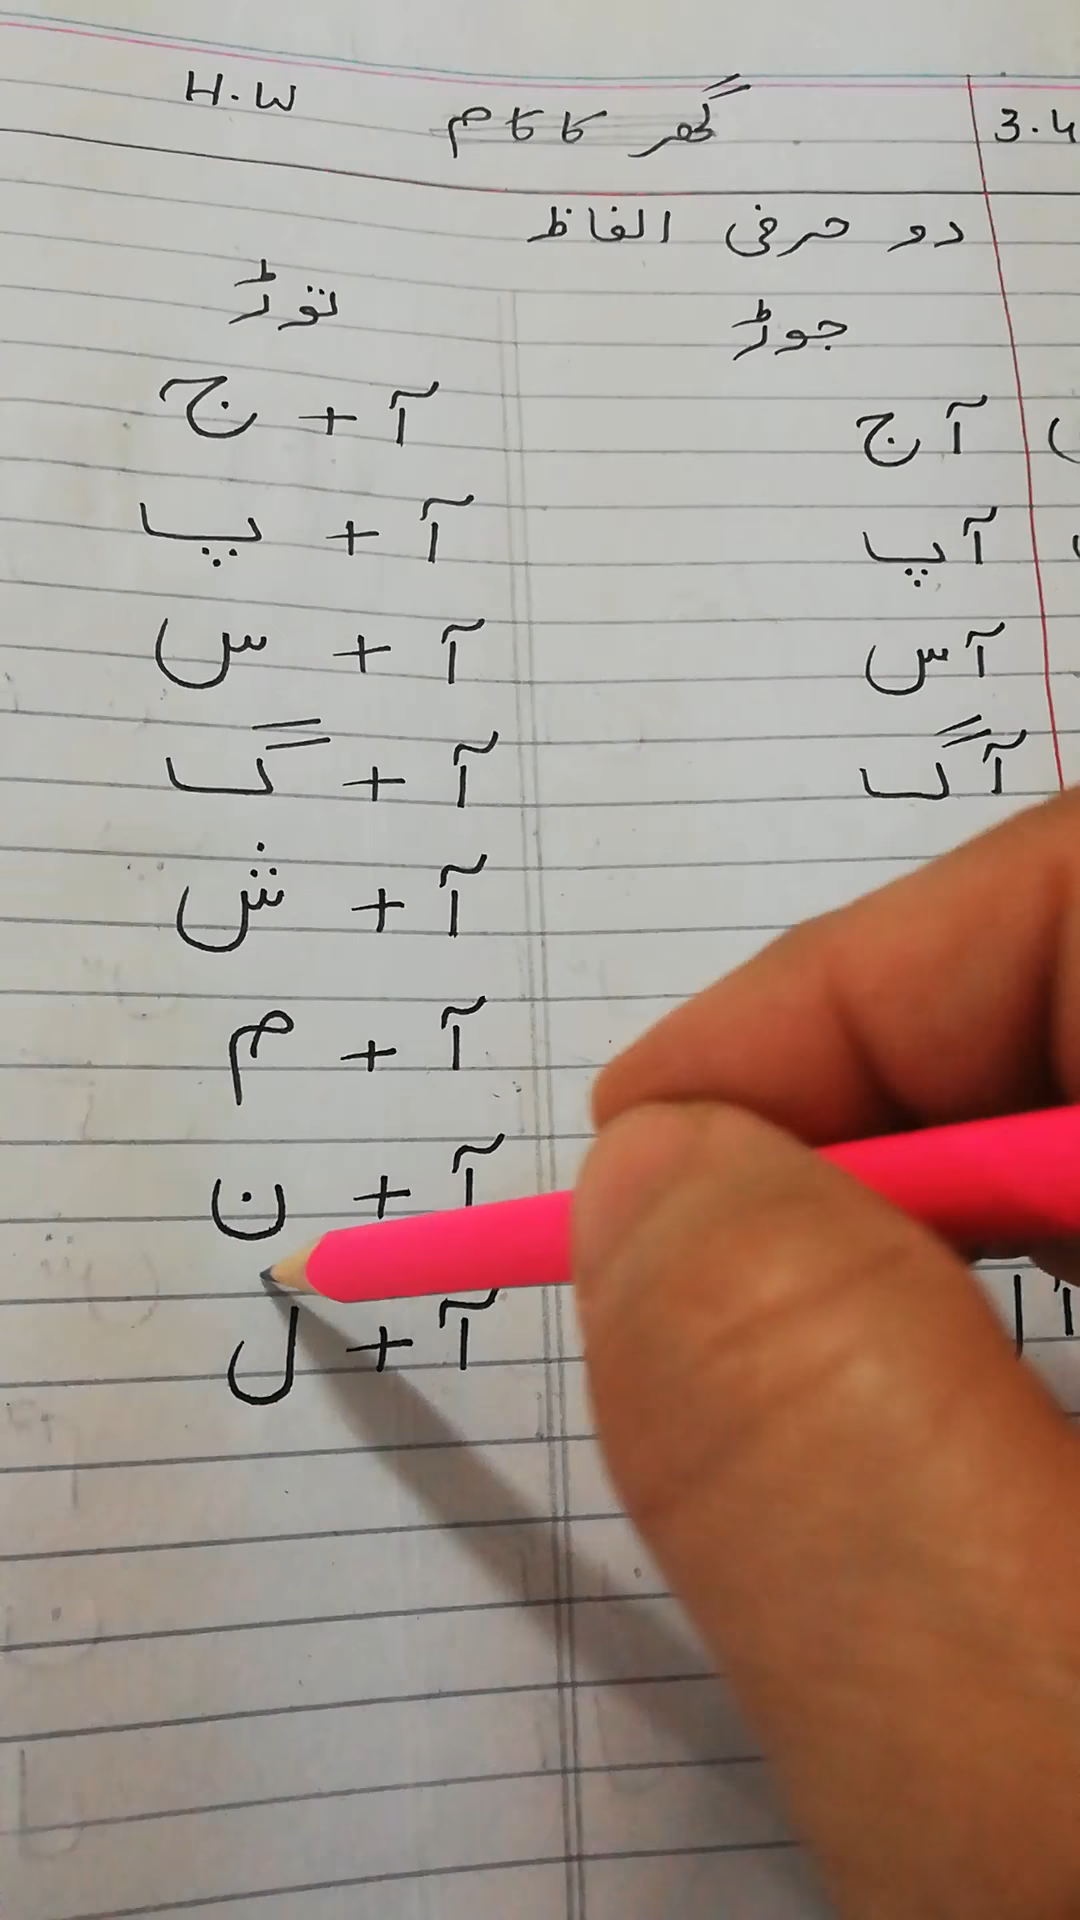 3.4 گھر کا کام H.W
دو حرفی الفاظ
جوڑ توڑ
آج آ + ج
آپ آ + پ
آس آ + س
آگ آ + گ
آ + ش
آ + م
آ + ن
آ + ل